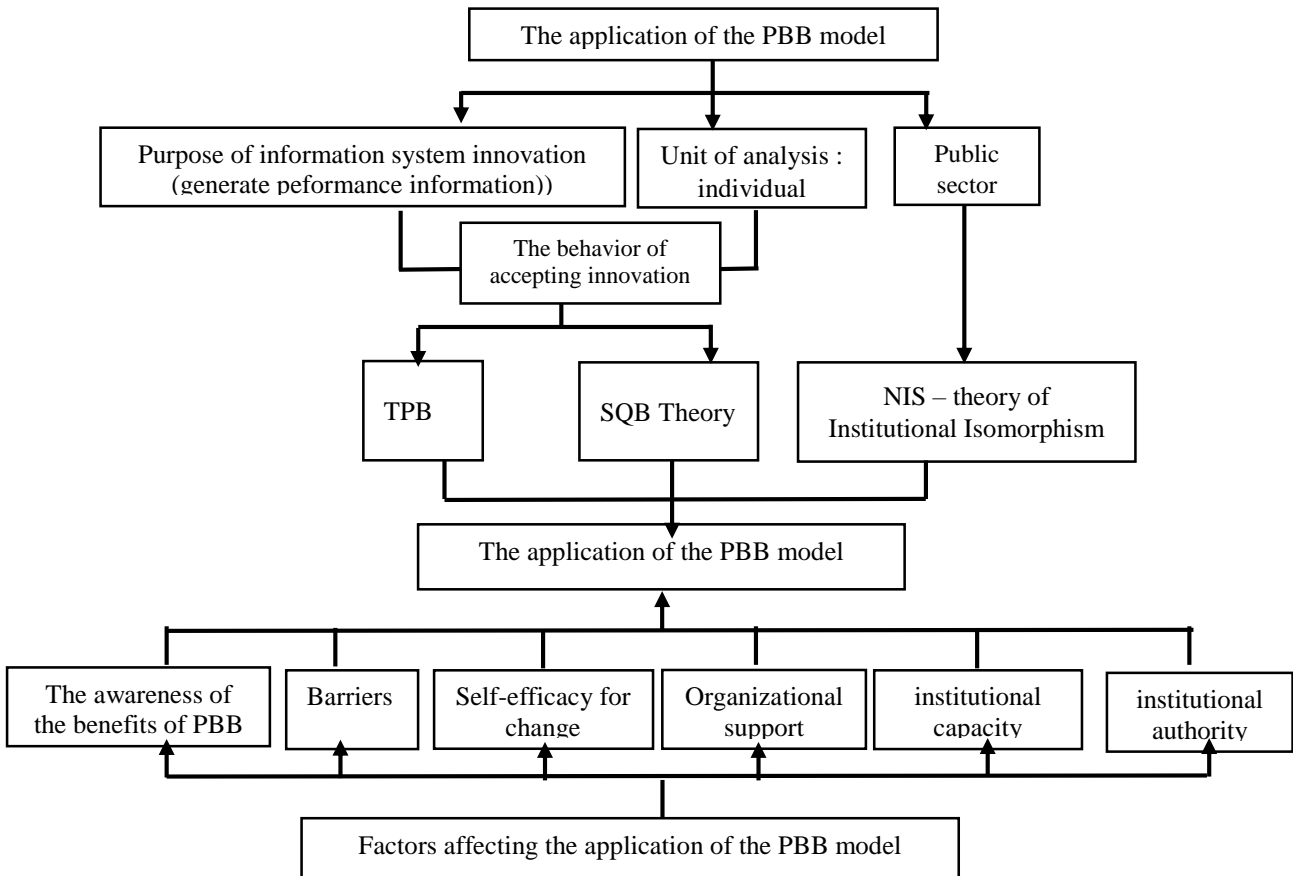 The application of the PBB model
Purpose of information system innovation
(generate peformance information))
Unit of analysis :
individual
Public
sector
The behavior of
accepting innovation
TPB
SQB Theory
NIS – theory of
Institutional Isomorphism
The application of the PBB model
The awareness of
the benefits of PBB
Barriers
Self-efficacy for
change
Organizational
support
institutional
capacity
institutional
authority
Factors affecting the application of the PBB model